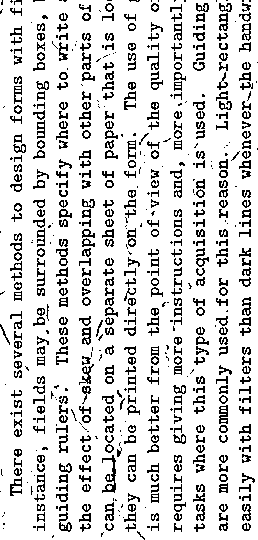 There exist several methods to design forms with fi
instance, fields may be surrounded by bounding boxes,
guiding rulers. These methods specify where to write
the effect of skew and overlapping with other parts of
can be located on a separate sheet of paper that is lo
they can be printed directly on the form. The use of
is much better from the point of view of the quality o
requires giving more instructions and, more importantl
tasks where this type of acquisition is used. Guiding
are more commonly used for this reason. Light rectang
easily with filters than dark lines whenever the handw